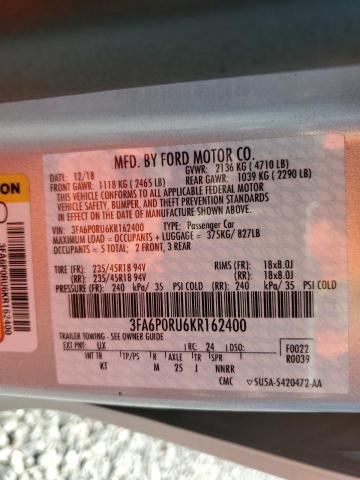 MFD. BY FORD MOTOR CO.
12/18 GVWR: 2136 KG (4710 LB)
FRONT GAWR: 1118 KG (2465 LB) REAR GAWR: 1039 KG (2290 LB)
THIS VEHICLE CONFORMS TO ALL APPLICABLE FEDERAL MOTOR
VEHICLE SAFETY, BUMPER, AND THEFT PREVENTION STANDARDS
IN EFFECT ON THE DATE OF MANUFACTURE SHOWN ABOVE.
VIN: 3FA6P0RU6KR162400 TYPE: Passenger Car
MAXIMUM LOAD = OCCUPANTS + LUGGAGE = 375KG/ 827LB
OCCUPANTS = 5 TOTAL; 2 FRONT, 3 REAR
TIRE (FR): 235/45R18 94V RIMS (FR): 18x8.0J
TIRE (RR): 235/45R18 94V (RR): 18x8.0J
PRESSURE(FR): 240 kPa/ 35 PSI COLD (RR): 240 kPa/ 35 PSI COLD
3FA6P0RU6KR162400
TRAILER TOWING - SEE OWNER GUIDE
EXT PNT: UX RC: 24 DSO: F0022
R0039
INT TR TP/PS R AXLE TR SPR
KT M 25 J NNRR
CMC 5U5A-5420472-AA
ON
3FA6P0RU6KR162400